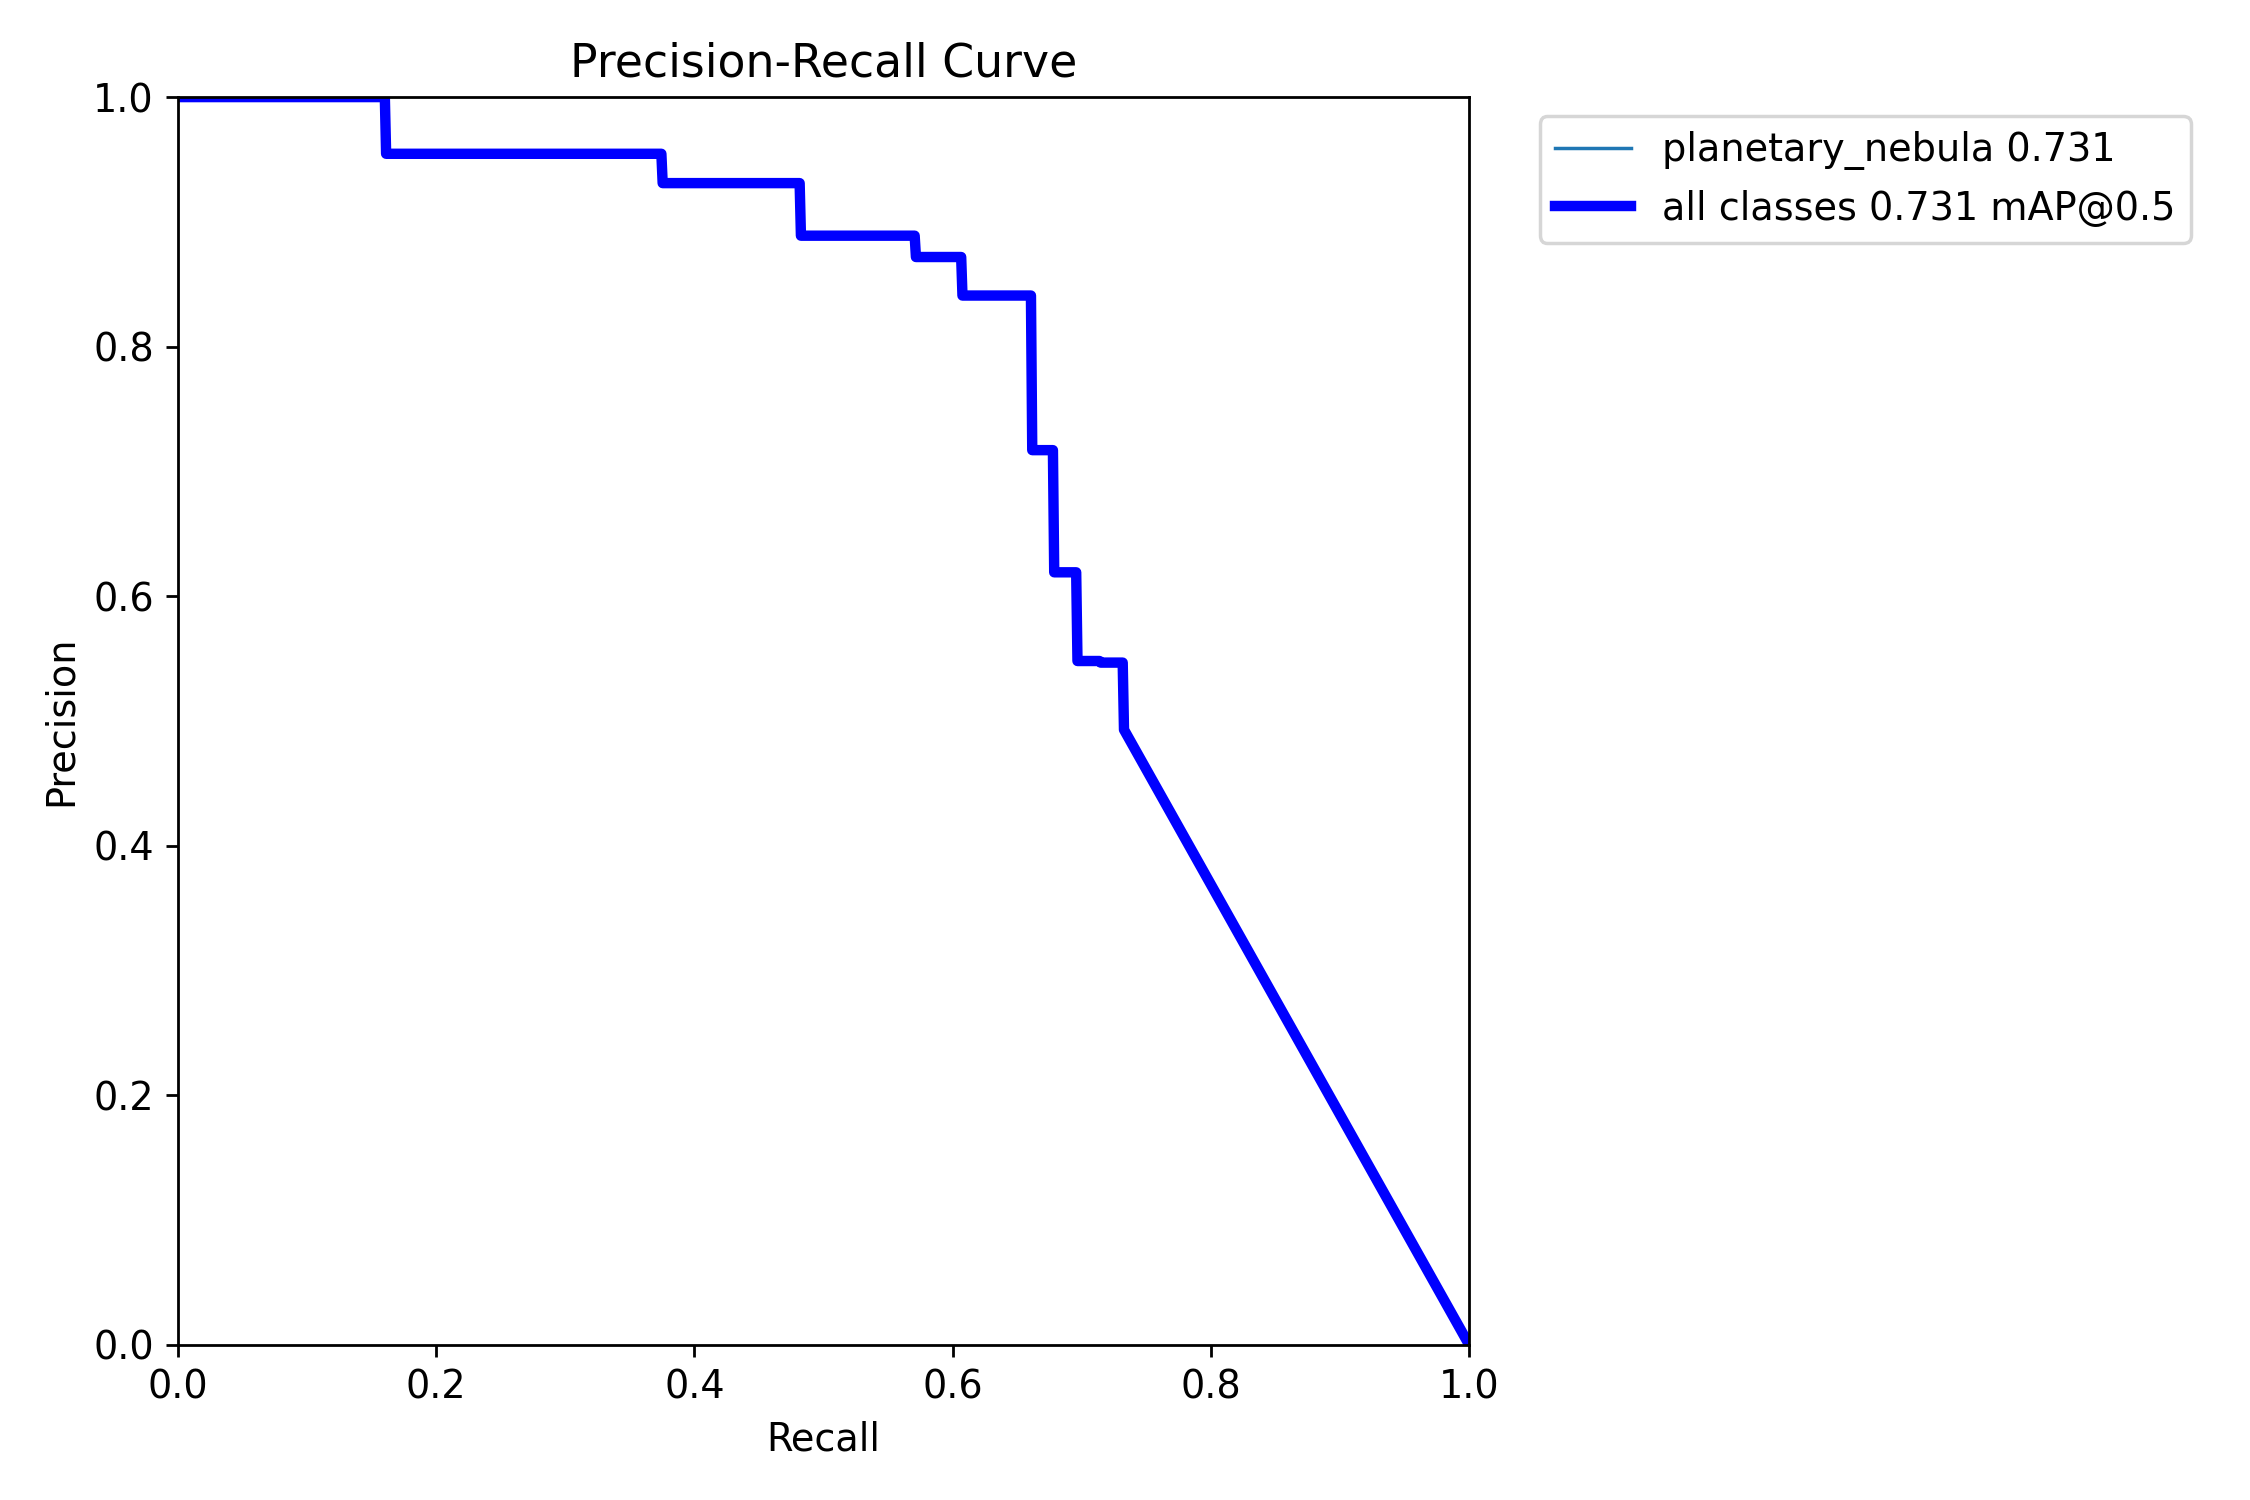 Precision-Recall Curve
1.0
0.8
0.6
0.4
0.2
0.0
Precision
0.0 0.2 0.4 0.6 0.8 1.0
Recall
planetary_nebula 0.731
all classes 0.731 mAP@0.5